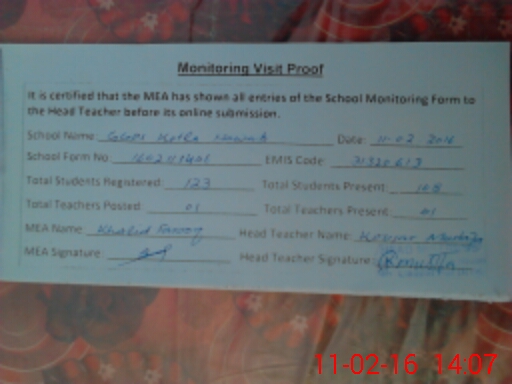 Monitoring Visit Proof
It is certified that the MEA has shown all entries of the School Monitoring Form to
the Head Teacher before its online submission.
School Name: Kotla Date: 11-02 2016
School Form No EMIS Code: 31320613
Total Students Registered: 123 Total Students Present: 108
Total Teachers Posted: 01 Total Teachers Present: 01
MEA Name: Khalid Farooq Head Teacher Name: Kousar
MEA Signature: Head Teacher Signature:
11-02-16 14:07